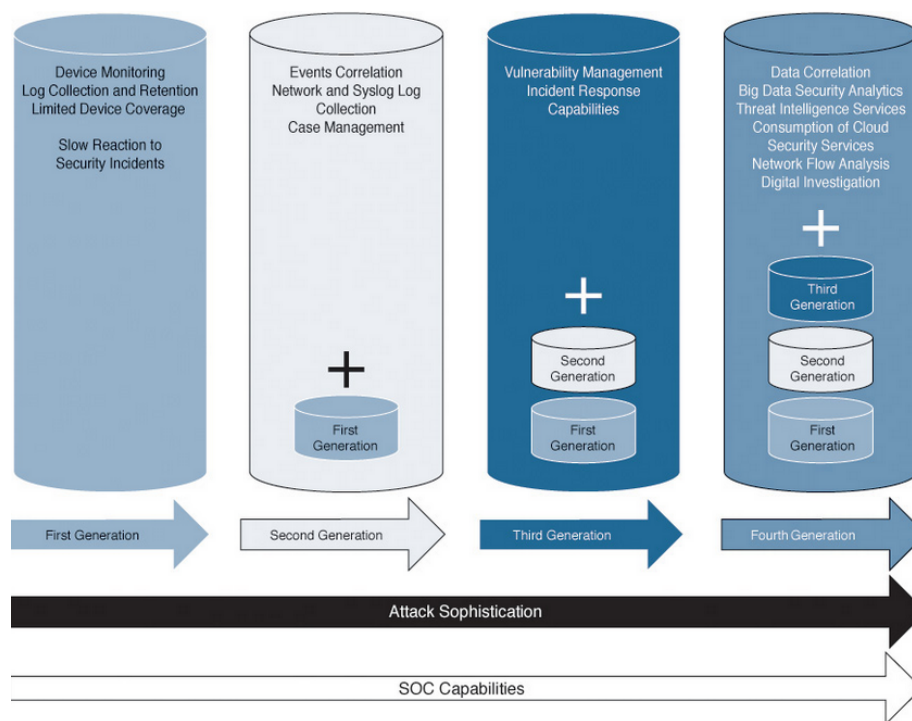 Device Monitoring
Log Collection and Retention
Limited Device Coverage
Slow Reaction to
Security Incidents
Events Correlation
Network and Syslog Log
Collection
Case Management
+
First
Generation
Vulnerability Management
Incident Response
Capabilities
+
Second
Generation
First
Generation
Data Correlation
Big Data Security Analytics
Threat Intelligence Services
Consumption of Cloud
Security Services
Network Flow Analysis
Digital Investigation
+
Third
Generation
Second
Generation
First
Generation
First Generation
Second Generation
Third Generation
Fourth Generation
Attack Sophistication
SOC Capabilities